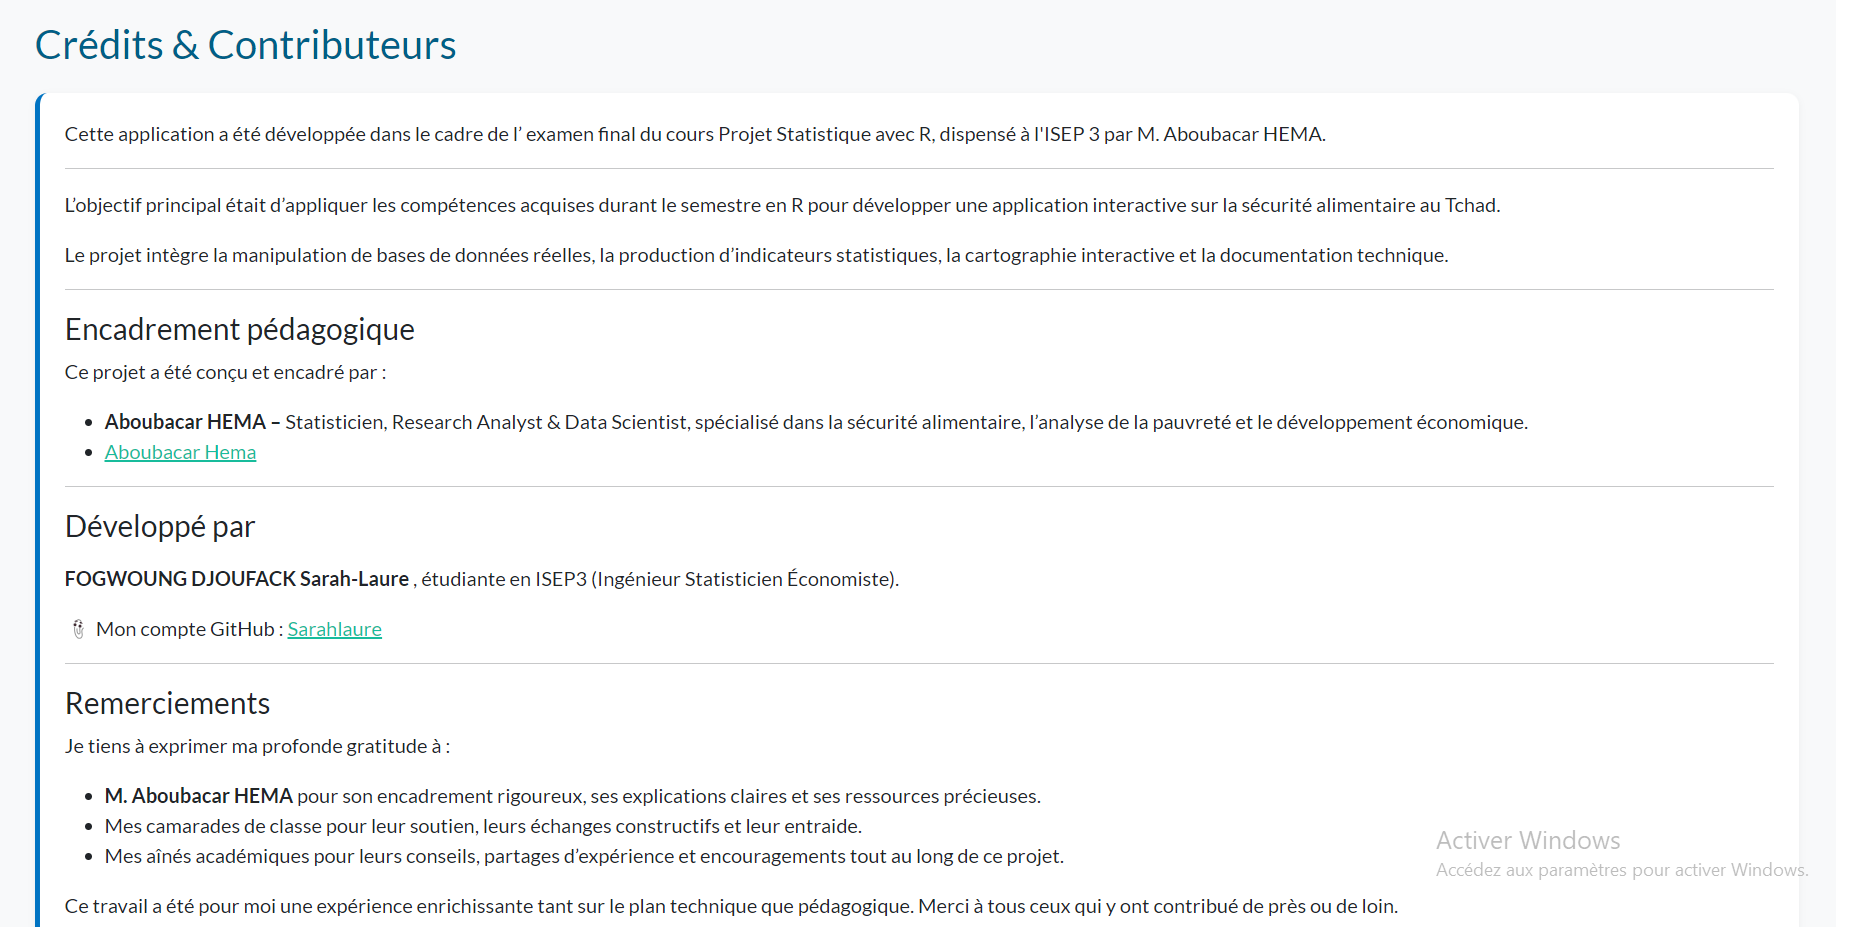 Crédits & Contributeurs
Cette application a été développée dans le cadre de l’ examen final du cours Projet Statistique avec R, dispensé à l'ISEP 3 par M. Aboubacar HEMA.
L’objectif principal était d’appliquer les compétences acquises durant le semestre en R pour développer une application interactive sur la sécurité alimentaire au Tchad.
Le projet intègre la manipulation de bases de données réelles, la production d’indicateurs statistiques, la cartographie interactive et la documentation technique.
Encadrement pédagogique
Ce projet a été conçu et encadré par :
Aboubacar HEMA – Statisticien, Research Analyst & Data Scientist, spécialisé dans la sécurité alimentaire, l’analyse de la pauvreté et le développement économique.
Aboubacar Hema
Développé par
FOGWOUNG DJOUFACK Sarah-Laure , étudiante en ISEP3 (Ingénieur Statisticien Économiste).
Mon compte GitHub : Sarahlaure
Remerciements
Je tiens à exprimer ma profonde gratitude à :
M. Aboubacar HEMA pour son encadrement rigoureux, ses explications claires et ses ressources précieuses.
Mes camarades de classe pour leur soutien, leurs échanges constructifs et leur entraide.
Mes aînés académiques pour leurs conseils, partages d’expérience et encouragements tout au long de ce projet.
Ce travail a été pour moi une expérience enrichissante tant sur le plan technique que pédagogique. Merci à tous ceux qui y ont contribué de près ou de loin.
Activer Windows
Accédez aux paramètres pour activer Windows.